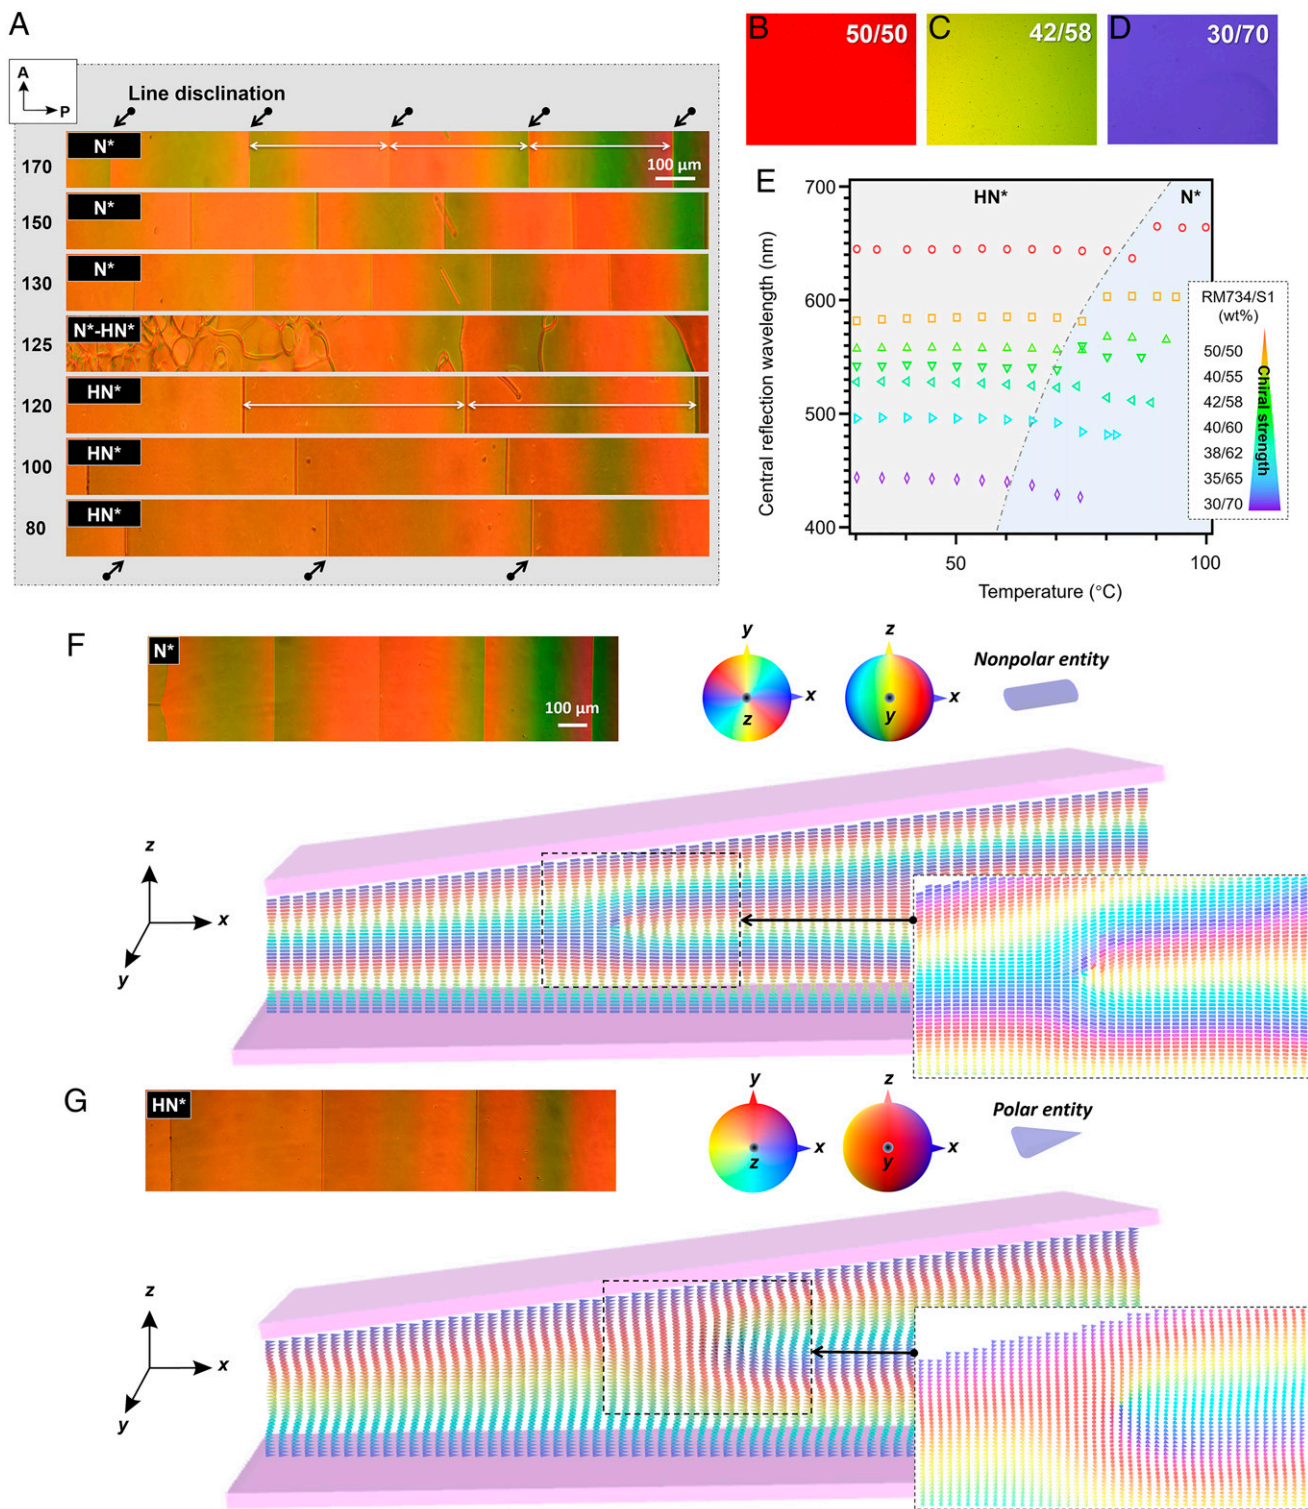 A
B
50/50
C
42/58
D
30/70
A
P
Line disclination
170
N*
100 µm
150
N*
130
N*
125
N*-HN*
120
HN*
100
HN*
80
HN*
E
HN*
N*
700
600
500
400
50
100
Central reflection wavelength (nm)
Temperature (°C)
RM734/S1
(wt%)
50/50
40/55
42/58
40/60
38/62
35/65
30/70
Chiral strength
F
N*
100 µm
y
x
z
z
x
y
Nonpolar entity
z
x
y
G
HN*
y
x
z
z
x
y
Polar entity
z
x
y